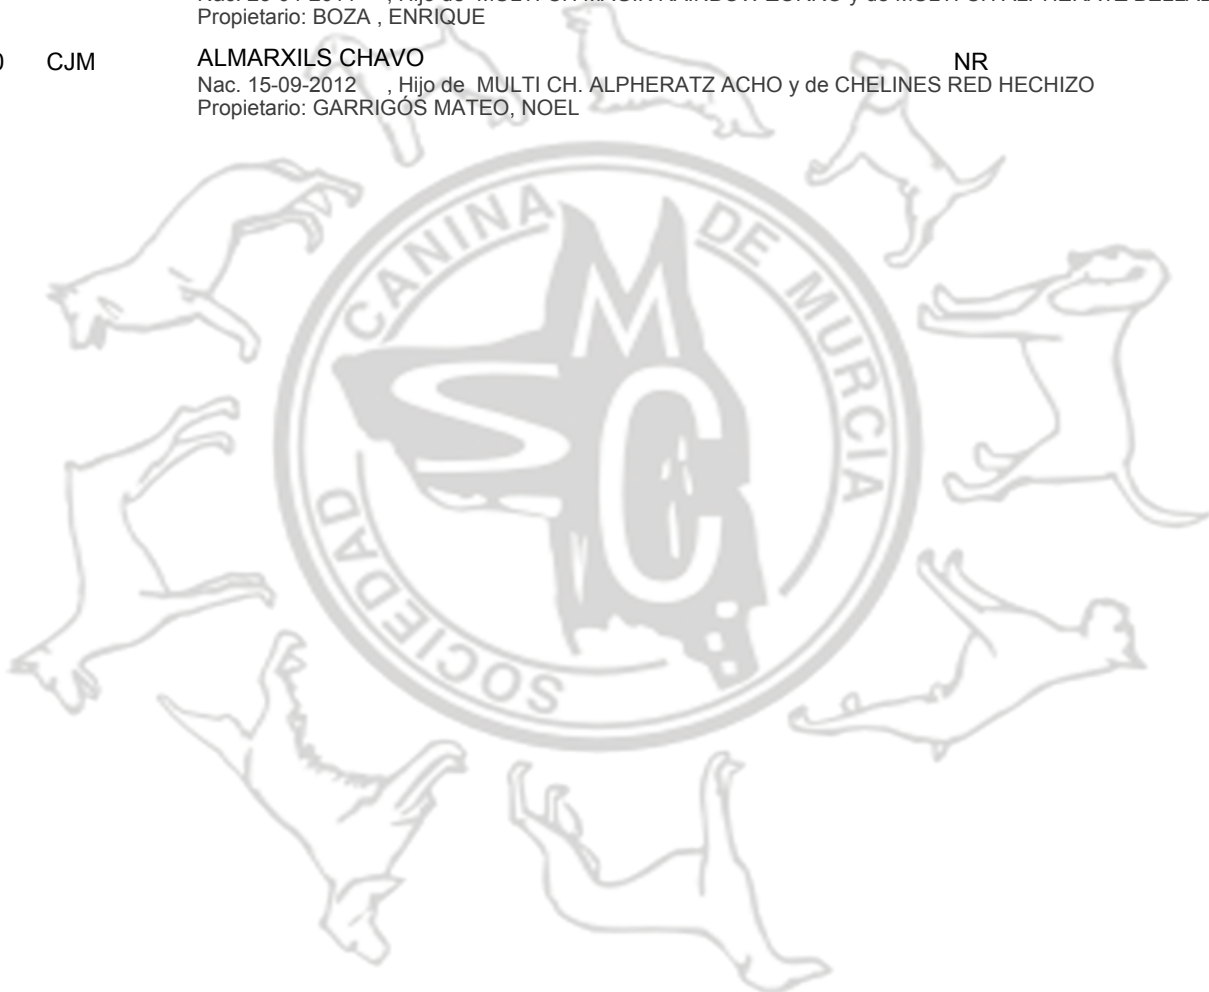 Propietario: BOZA , ENRIQUE
CJM ALMARXILS CHAVO NR
Nac. 15-09-2012 , Hijo de MULTI CH. ALPHERATZ ACHO y de CHELINES RED HECHIZO
Propietario: GARRIGÓS MATEO, NOEL
SOCIEDAD CANINA DE MURCIA
M
S C